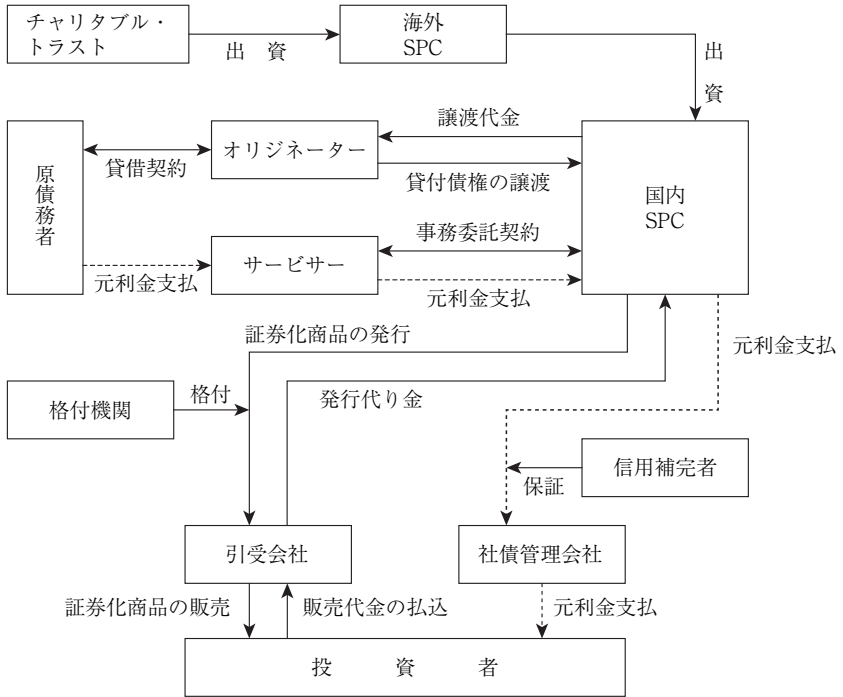 チャリタブル・
トラスト
出 資
海外
SPC
出
資
原債務者
貸借契約
オリジネーター
譲渡代金
貸付債権の譲渡
国内
SPC
元利金支払
サービサー
事務委託契約
元利金支払
証券化商品の発行
元利金支払
格付機関
格付
発行代り金
信用補完者
保証
引受会社
社債管理会社
証券化商品の販売
販売代金の払込
元利金支払
投 資 者